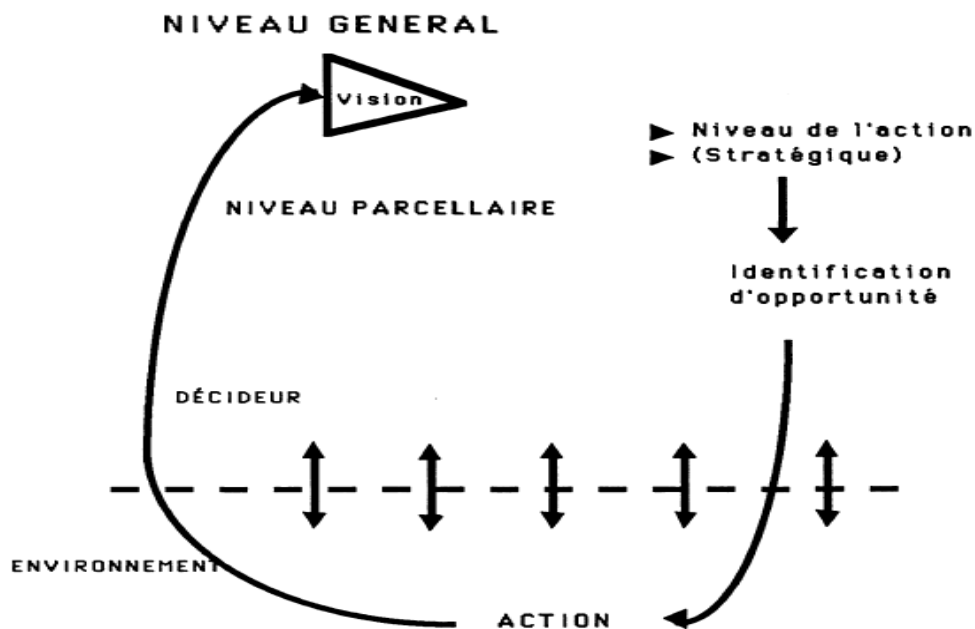 NIVEAU GENERAL
Vision
Niveau de l'action
(Stratégique)
NIVEAU PARCELLAIRE
Identification
d'opportunité
DÉCIDEUR
ENVIRONNEMENT
ACTION